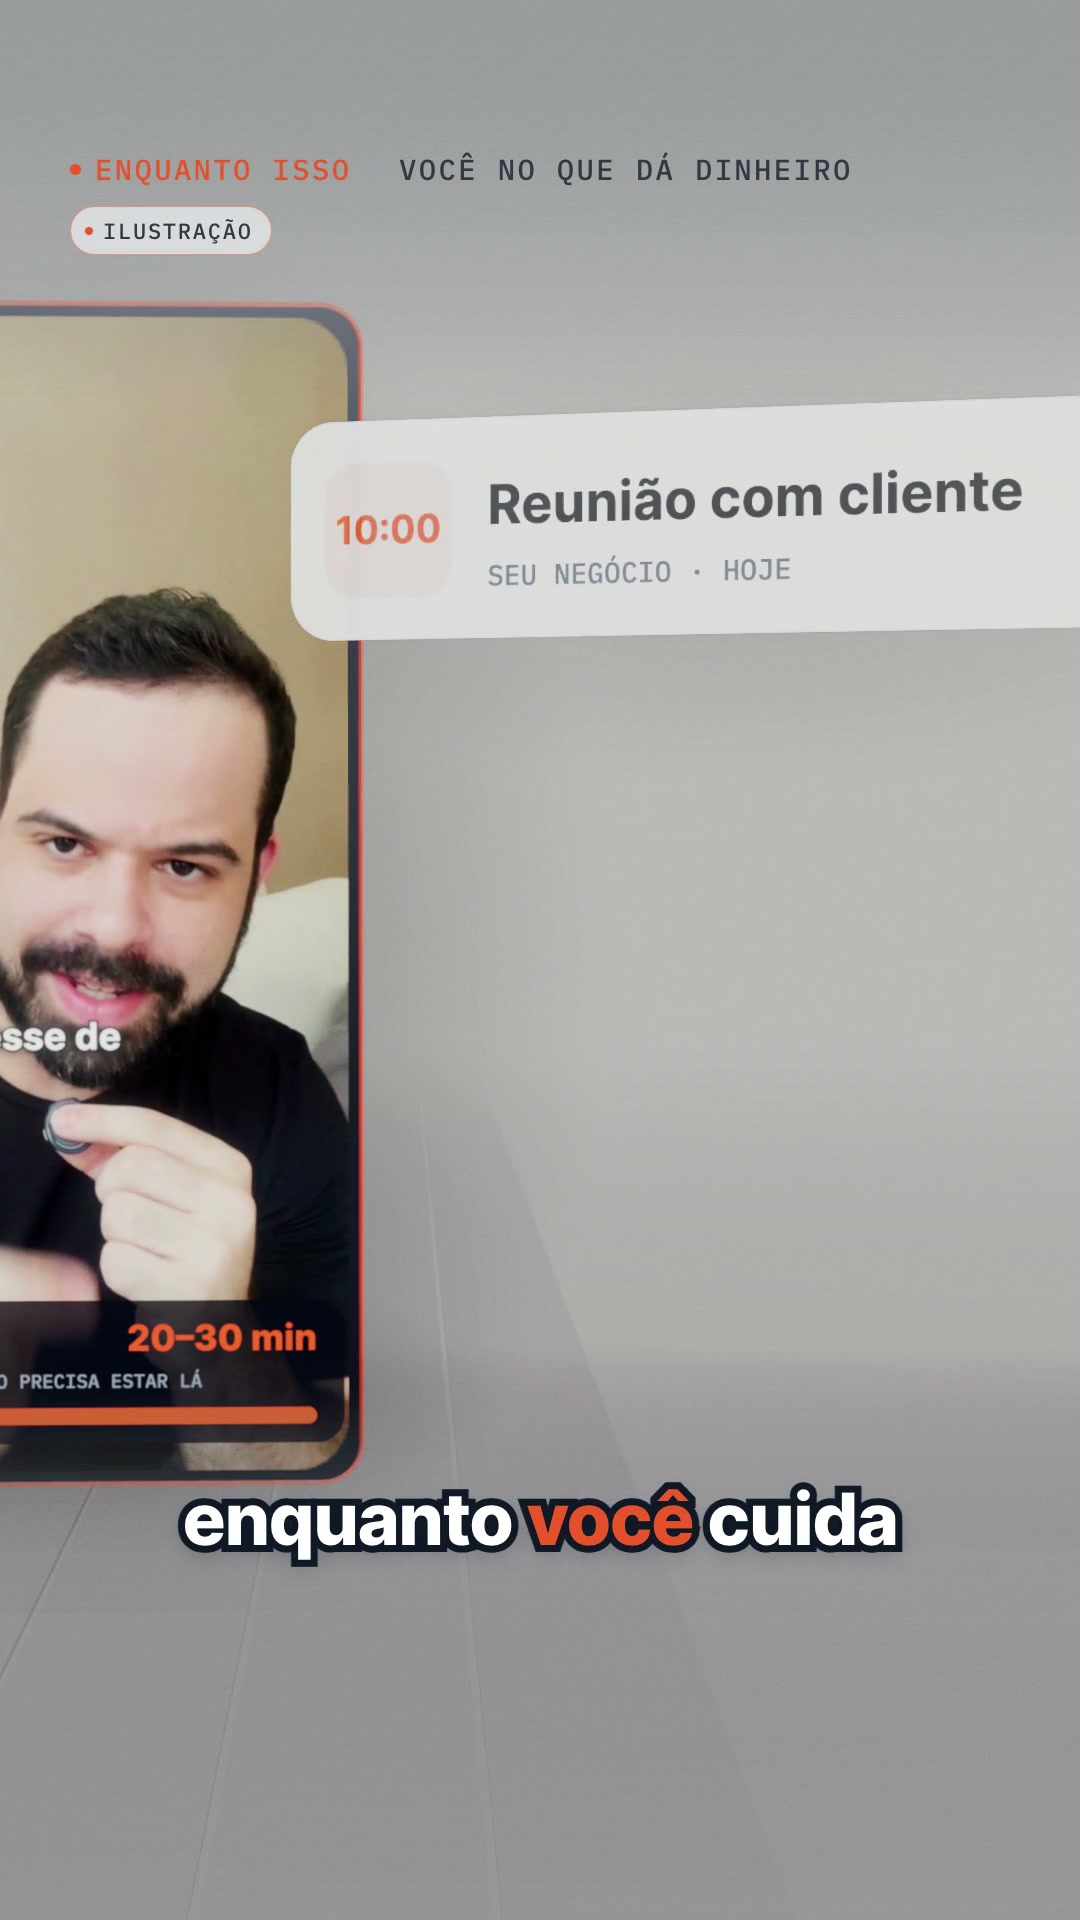 ENQUANTO ISSO VOCÊ NO QUE DÁ DINHEIRO
ILUSTRAÇÃO
10:00
Reunião com cliente
SEU NEGÓCIO · HOJE
esse de
20–30 min
O PRECISA ESTAR LÁ
enquanto você cuida